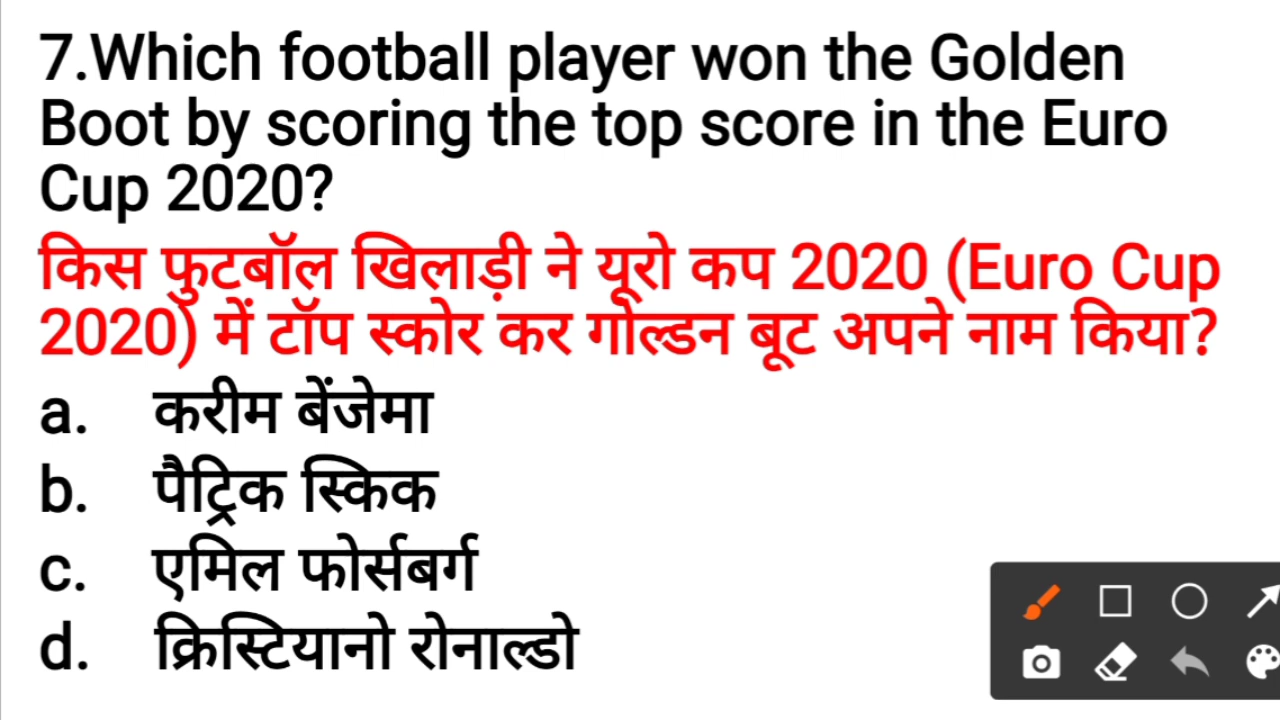 7.Which football player won the Golden
Boot by scoring the top score in the Euro
Cup 2020?
किस फुटबॉल खिलाड़ी ने यूरो कप 2020 (Euro Cup
2020) में टॉप स्कोर कर गोल्डन बूट अपने नाम किया?
a. करीम बेंजेमा
b. पैट्रिक स्किक
c. एमिल फोर्सबर्ग
d. क्रिस्टियानो रोनाल्डो